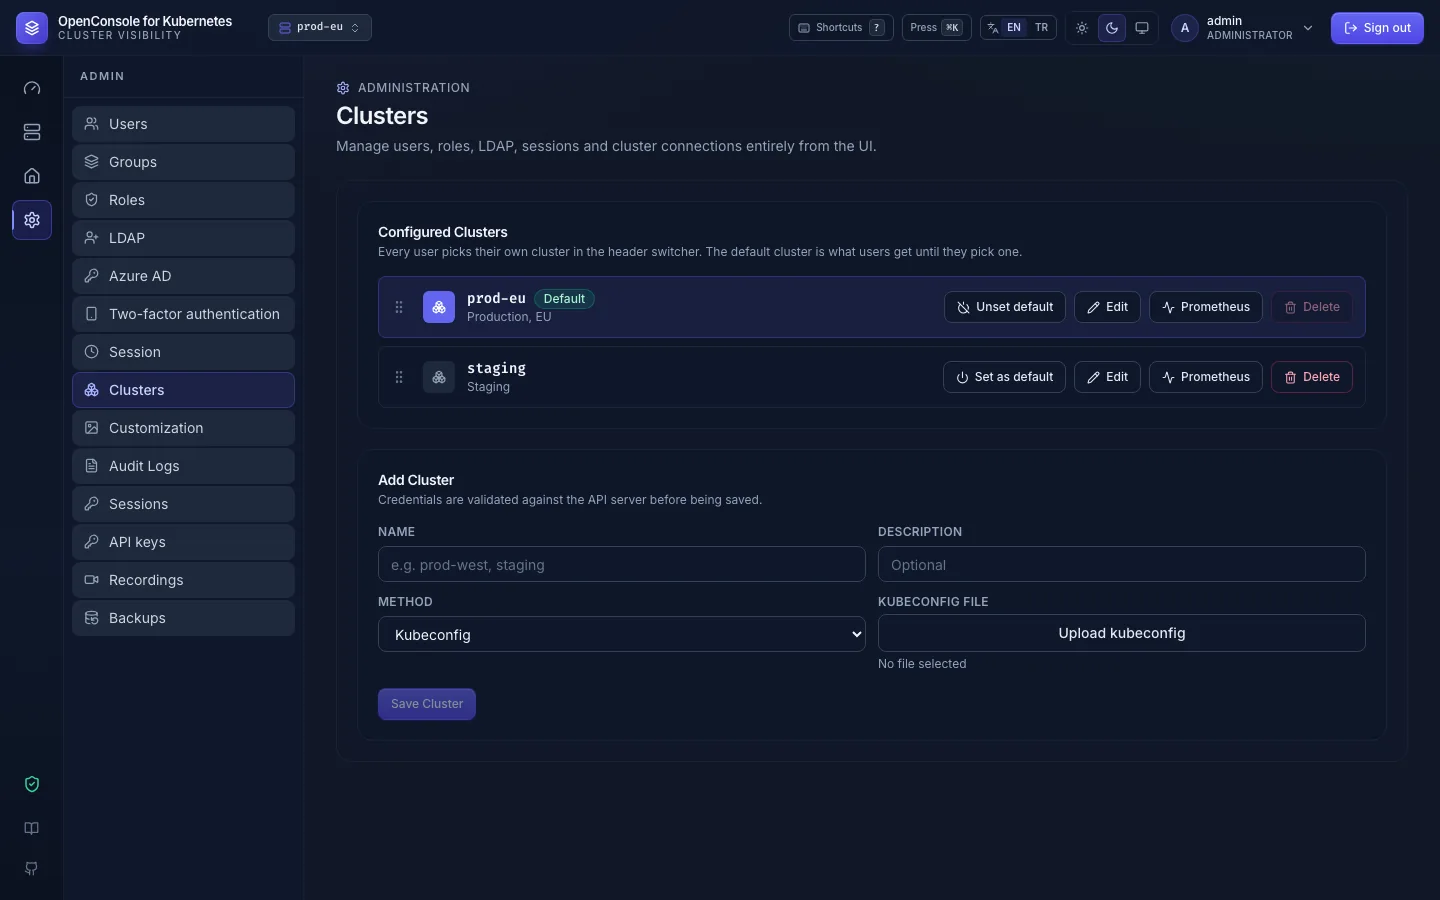 OpenConsole for Kubernetes
CLUSTER VISIBILITY
prod-eu
Shortcuts ?
Press ⌘K
EN TR
A
admin
ADMINISTRATOR
Sign out
ADMIN
Users
Groups
Roles
LDAP
Azure AD
Two-factor authentication
Session
Clusters
Customization
Audit Logs
Sessions
API keys
Recordings
Backups
ADMINISTRATION
Clusters
Manage users, roles, LDAP, sessions and cluster connections entirely from the UI.
Configured Clusters
Every user picks their own cluster in the header switcher. The default cluster is what users get until they pick one.
prod-eu Default
Production, EU
Unset default Edit Prometheus Delete
staging
Staging
Set as default Edit Prometheus Delete
Add Cluster
Credentials are validated against the API server before being saved.
NAME DESCRIPTION
e.g. prod-west, staging Optional
METHOD KUBECONFIG FILE
Kubeconfig Upload kubeconfig
No file selected
Save Cluster